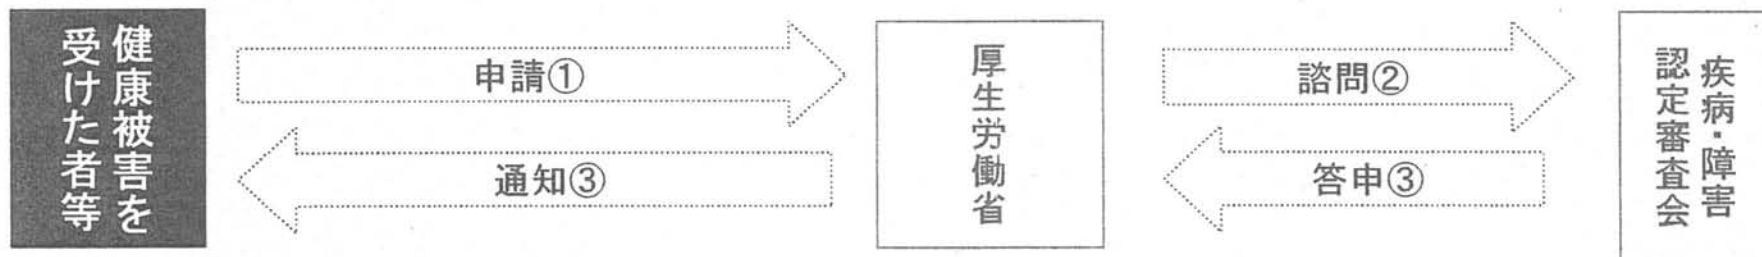 健康被害を
受けた者等
申請①
通知③
厚生労働省
諮問②
答申③
疾病・障害
認定審査会